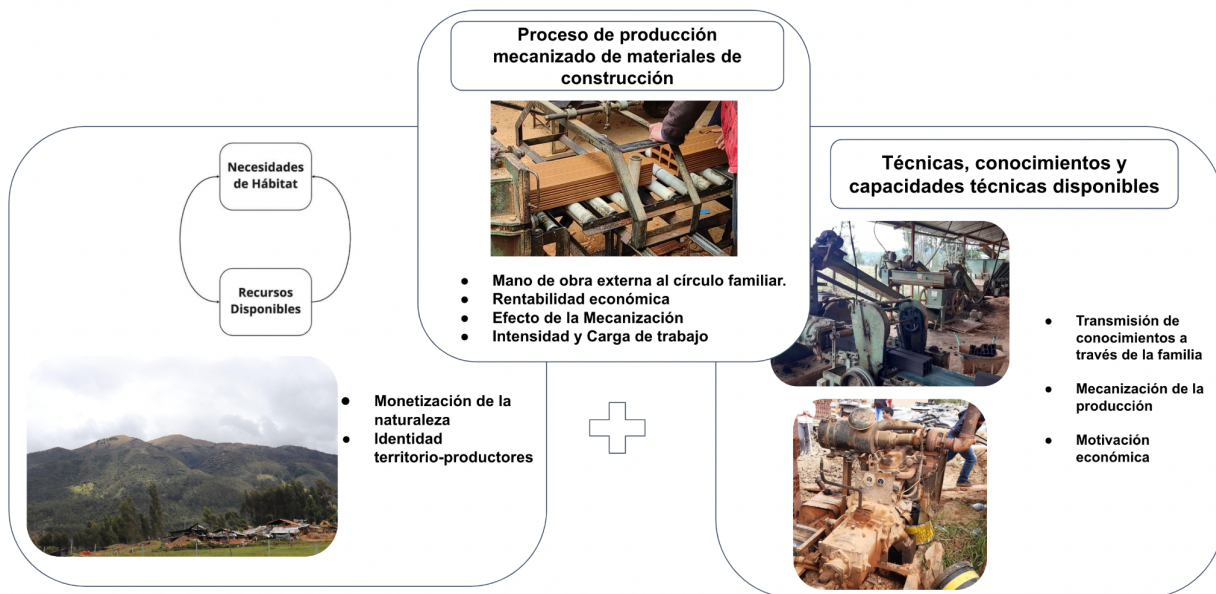 Proceso de producción
mecanizado de materiales de
construcción
● Mano de obra externa al círculo familiar.
● Rentabilidad económica
● Efecto de la Mecanización
● Intensidad y Carga de trabajo
Necesidades
de Hábitat
Recursos
Disponibles
● Monetización de la
naturaleza
● Identidad
territorio-productores
Técnicas, conocimientos y
capacidades técnicas disponibles
● Transmisión de
conocimientos a
través de la familia
● Mecanización de la
producción
● Motivación
económica